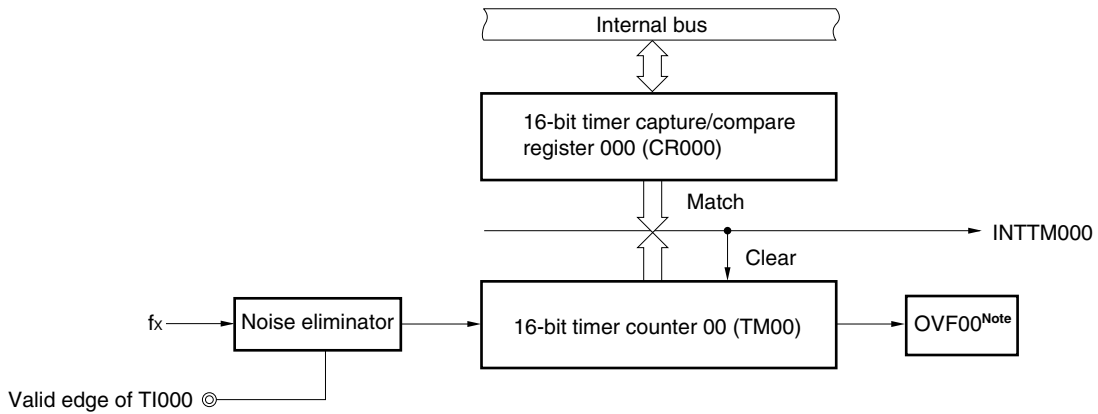 Internal bus
16-bit timer capture/compare
register 000 (CR000)
Match
INTTM000
Clear
fx
Noise eliminator
16-bit timer counter 00 (TM00)
OVF00Note
Valid edge of TI000